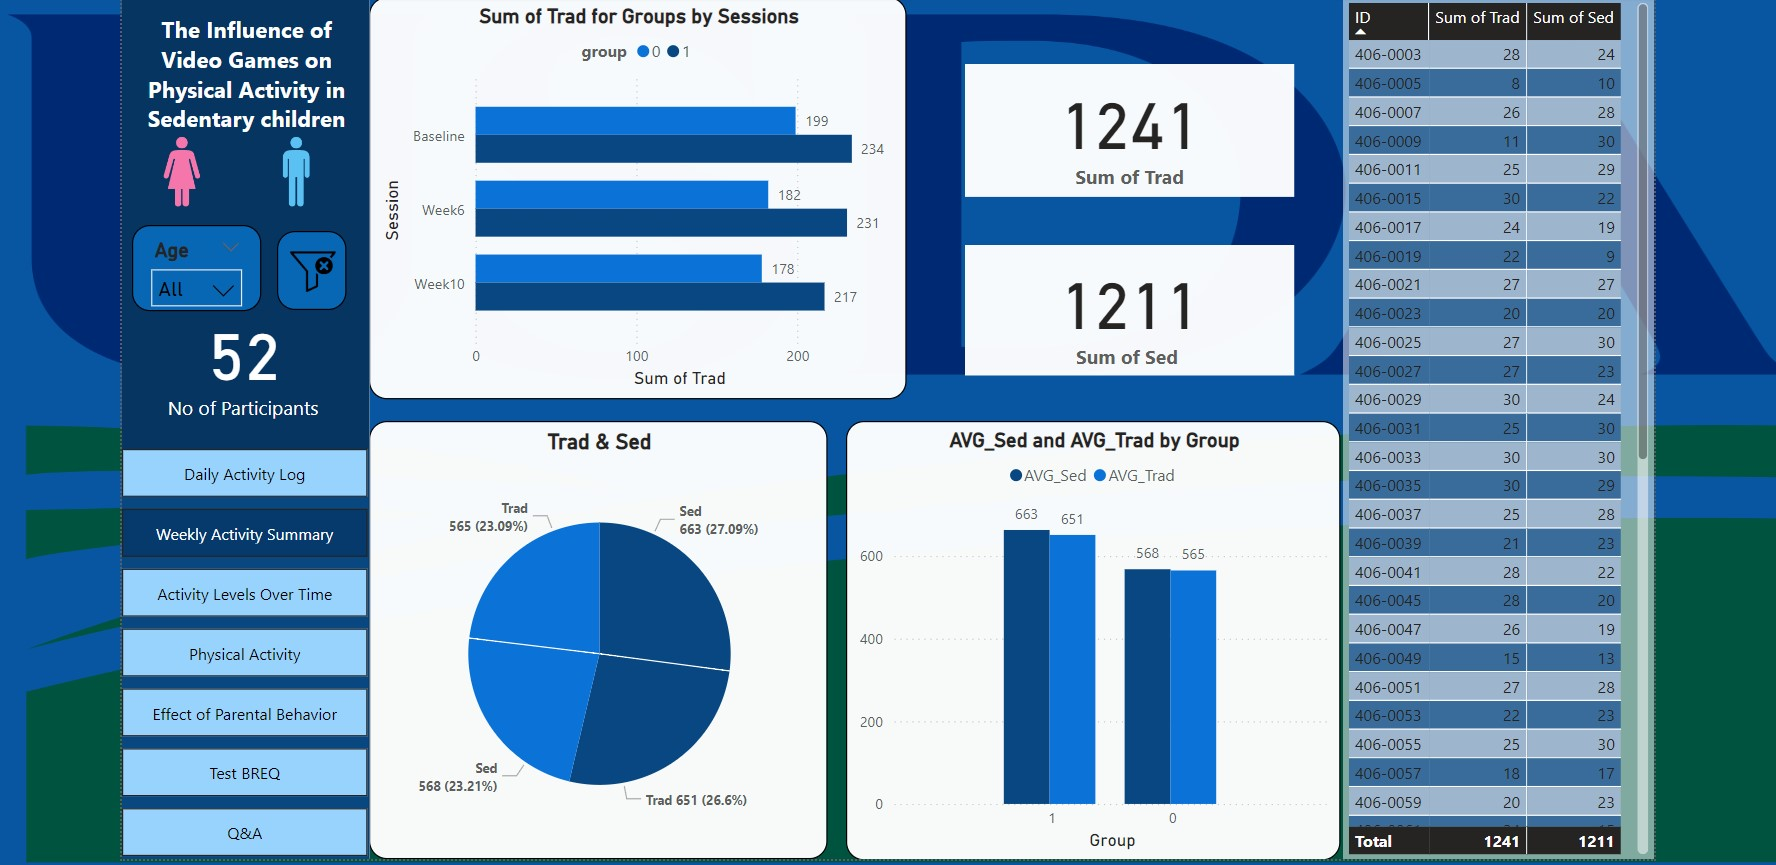 The Influence of
Video Games on
Physical Activity in
Sedentary children
Age
All
52
No of Participants
Daily Activity Log
Weekly Activity Summary
Activity Levels Over Time
Physical Activity
Effect of Parental Behavior
Test BREQ
Q&A
Sum of Trad for Groups by Sessions
group 0 1
Session
Baseline 199
234
Week6 182
231
Week10 178
217
0 100 200
Sum of Trad
1241
Sum of Trad
1211
Sum of Sed
Trad & Sed
Trad
565 (23.09%)
Sed
663 (27.09%)
Sed
568 (23.21%)
Trad 651 (26.6%)
AVG_Sed and AVG_Trad by Group
AVG_Sed AVG_Trad
663 651 568 565
600
400
200
0
1 0
Group
ID Sum of Trad Sum of Sed
406-0003 28 24
406-0005 8 10
406-0007 26 28
406-0009 11 30
406-0011 25 29
406-0015 30 22
406-0017 24 19
406-0019 22 9
406-0021 27 27
406-0023 20 20
406-0025 27 30
406-0027 27 23
406-0029 30 24
406-0031 25 30
406-0033 30 30
406-0035 30 29
406-0037 25 28
406-0039 21 23
406-0041 28 22
406-0045 28 20
406-0047 26 19
406-0049 15 13
406-0051 27 28
406-0053 22 23
406-0055 25 30
406-0057 18 17
406-0059 20 23
Total 1241 1211